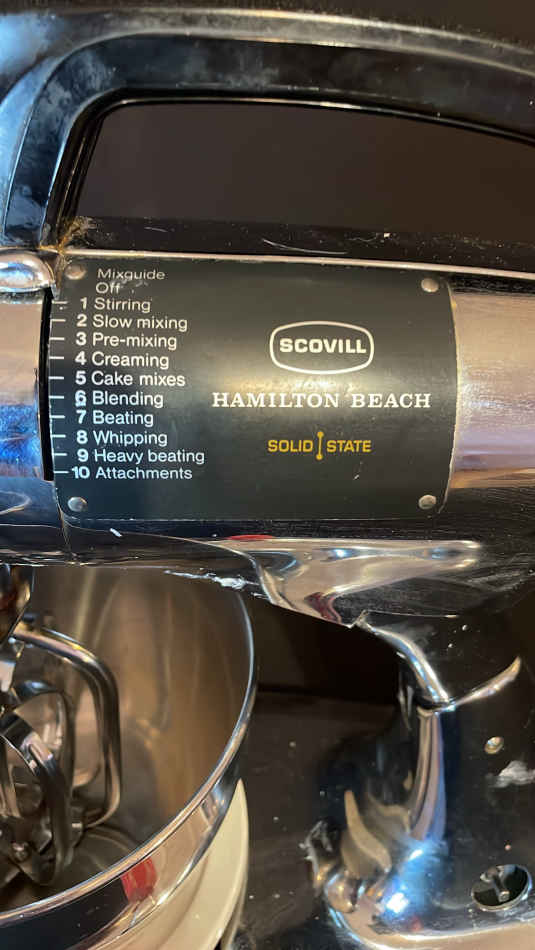 Mixguide
Off
1 Stirring
2 Slow mixing
3 Pre-mixing
4 Creaming
5 Cake mixes
6 Blending
7 Beating
8 Whipping
9 Heavy beating
10 Attachments
SCOVILL
HAMILTON BEACH
SOLID STATE